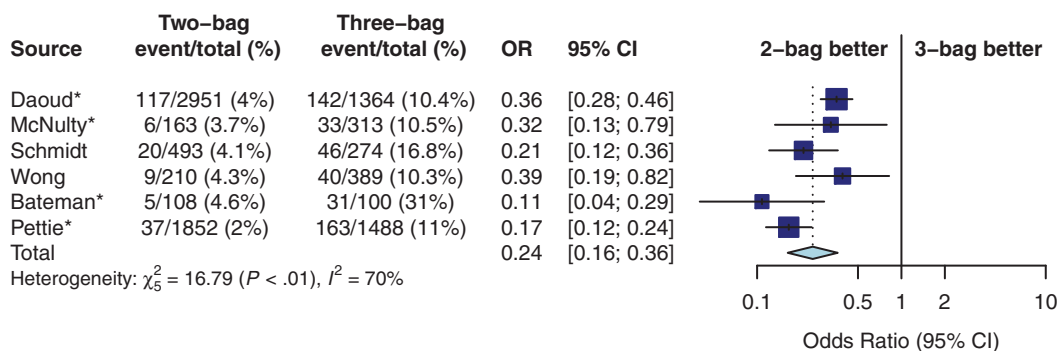 Two−bag Three−bag
Source event/total (%) event/total (%) OR 95% CI 2−bag better 3−bag better
Daoud* 117/2951 (4%) 142/1364 (10.4%) 0.36 [0.28; 0.46]
McNulty* 6/163 (3.7%) 33/313 (10.5%) 0.32 [0.13; 0.79]
Schmidt 20/493 (4.1%) 46/274 (16.8%) 0.21 [0.12; 0.36]
Wong 9/210 (4.3%) 40/389 (10.3%) 0.39 [0.19; 0.82]
Bateman* 5/108 (4.6%) 31/100 (31%) 0.11 [0.04; 0.29]
Pettie* 37/1852 (2%) 163/1488 (11%) 0.17 [0.12; 0.24]
Total 0.24 [0.16; 0.36]
Heterogeneity: χ²₅ = 16.79 (P < .01), I² = 70%
0.1 0.5 1 2 10
Odds Ratio (95% CI)